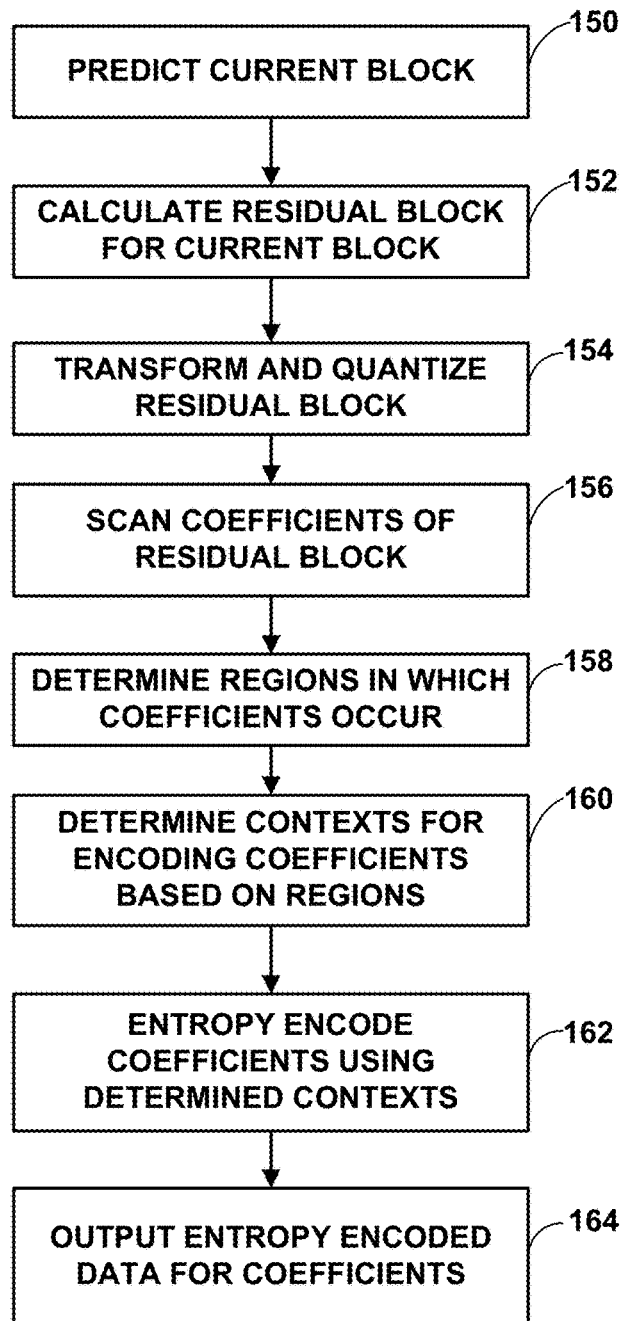 150
PREDICT CURRENT BLOCK
152
CALCULATE RESIDUAL BLOCK
FOR CURRENT BLOCK
154
TRANSFORM AND QUANTIZE
RESIDUAL BLOCK
156
SCAN COEFFICIENTS OF
RESIDUAL BLOCK
158
DETERMINE REGIONS IN WHICH
COEFFICIENTS OCCUR
160
DETERMINE CONTEXTS FOR
ENCODING COEFFICIENTS
BASED ON REGIONS
162
ENTROPY ENCODE
COEFFICIENTS USING
DETERMINED CONTEXTS
164
OUTPUT ENTROPY ENCODED
DATA FOR COEFFICIENTS